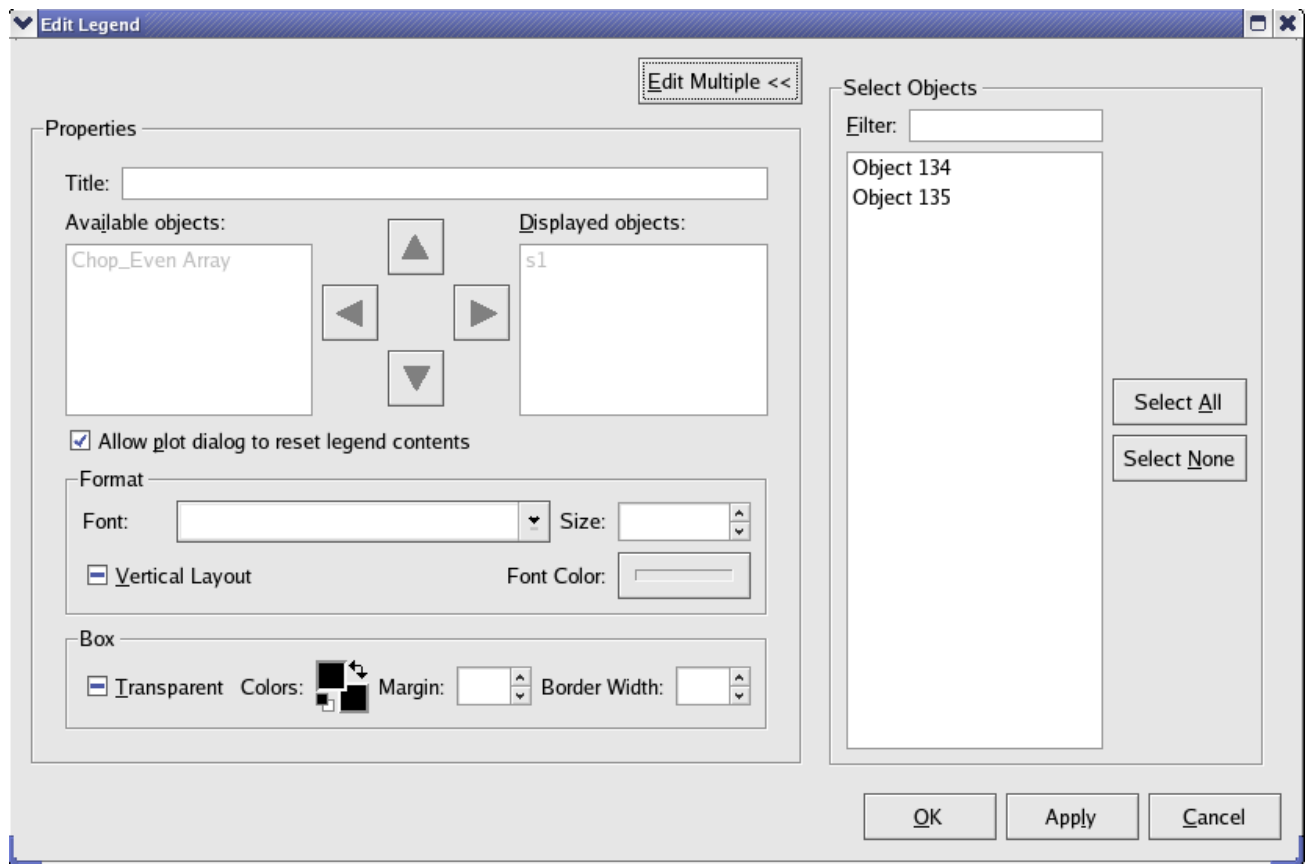 Edit Legend
Edit Multiple <<
Properties
Title:
Available objects:
Chop_Even Array
Displayed objects:
s1
Allow plot dialog to reset legend contents
Format
Font:
Size:
Vertical Layout
Font Color:
Box
Transparent
Colors:
Margin:
Border Width:
Select Objects
Filter:
Object 134
Object 135
Select All
Select None
OK
Apply
Cancel